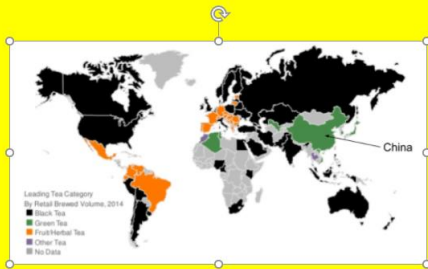 China
Leading Tea Category
By Retail Brewed Volume, 2014
Black Tea
Green Tea
Fruit/Herbal Tea
Other Tea
No Data